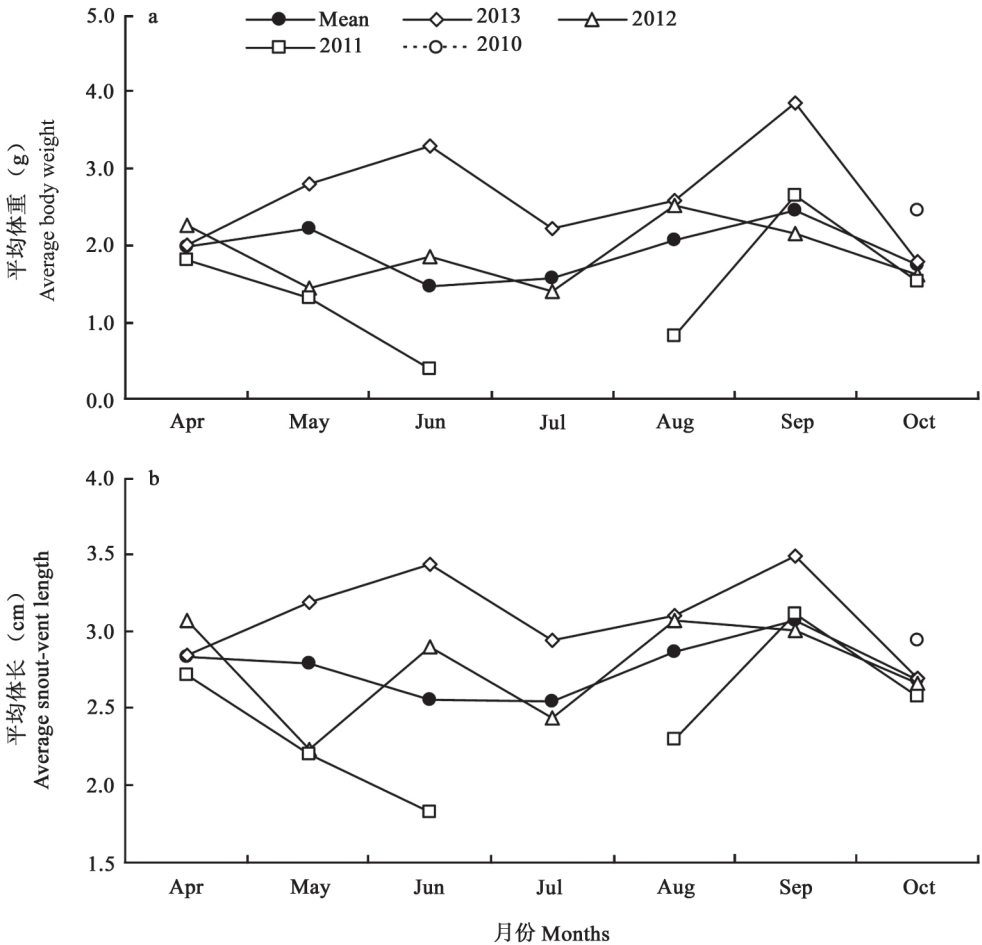 a
Mean
2013
2012
2011
2010
5.0
4.0
3.0
2.0
1.0
0.0
平均体重（g）
Average body weight
Apr
May
Jun
Jul
Aug
Sep
Oct
b
4.0
3.5
3.0
2.5
2.0
1.5
平均体长（cm）
Average snout-vent length
Apr
May
Jun
Jul
Aug
Sep
Oct
月份 Months